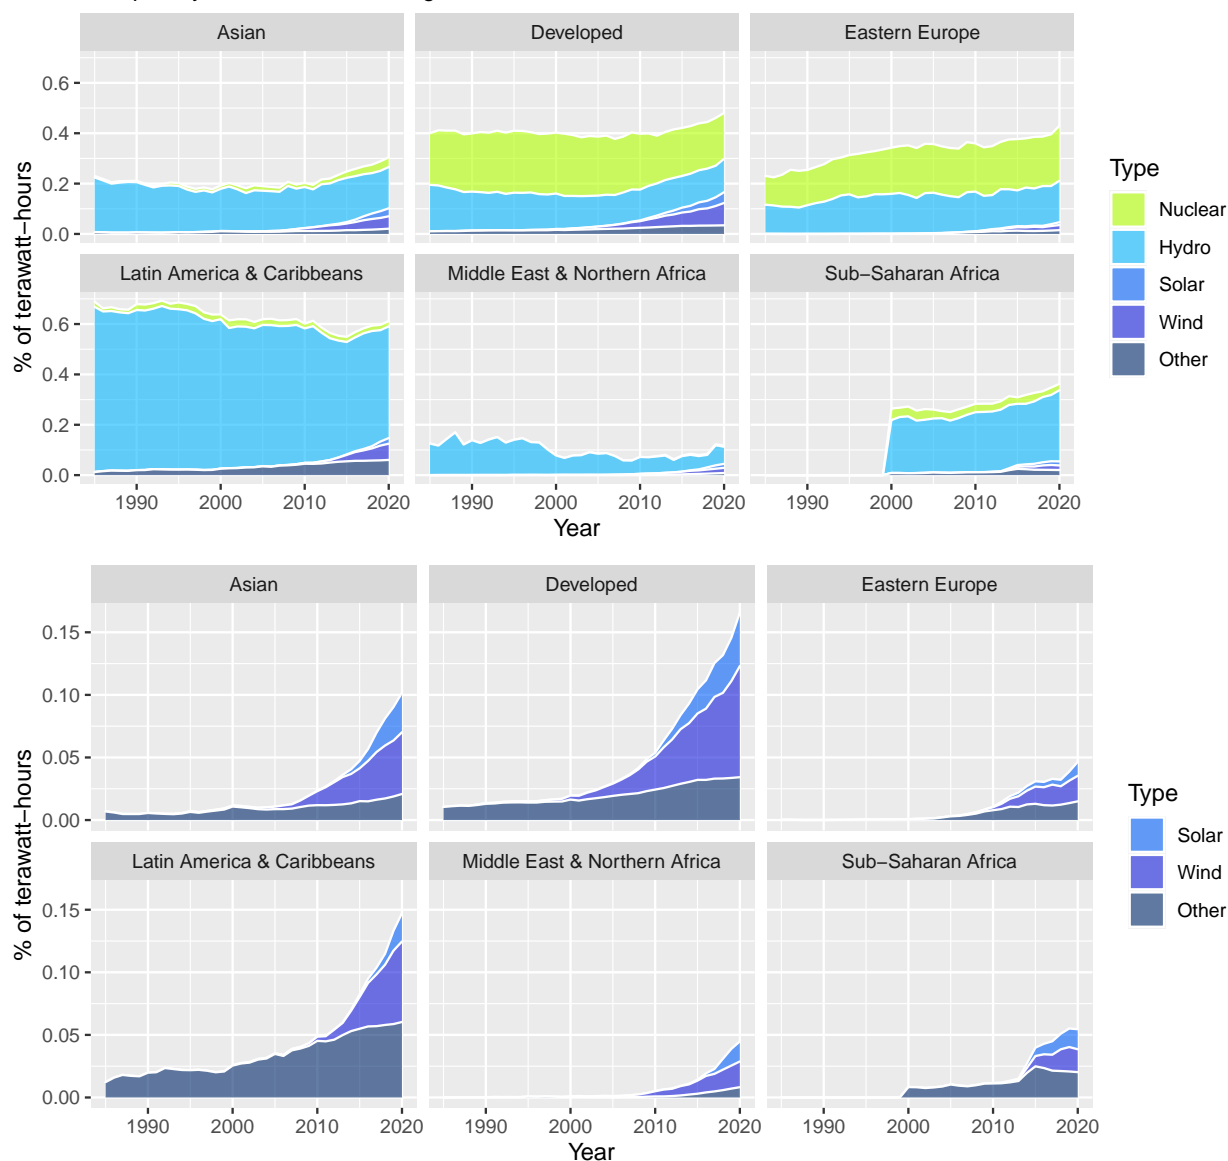 Asian Developed Eastern Europe
0.6
0.4
0.2
0.0
Latin America & Caribbeans Middle East & Northern Africa Sub−Saharan Africa
0.6
0.4
0.2
0.0
1990 2000 2010 2020 1990 2000 2010 2020 1990 2000 2010 2020
Year
% of terawatt−hours
Type
Nuclear
Hydro
Solar
Wind
Other
Asian Developed Eastern Europe
0.15
0.10
0.05
0.00
Latin America & Caribbeans Middle East & Northern Africa Sub−Saharan Africa
0.15
0.10
0.05
0.00
1990 2000 2010 2020 1990 2000 2010 2020 1990 2000 2010 2020
Year
% of terawatt−hours
Type
Solar
Wind
Other